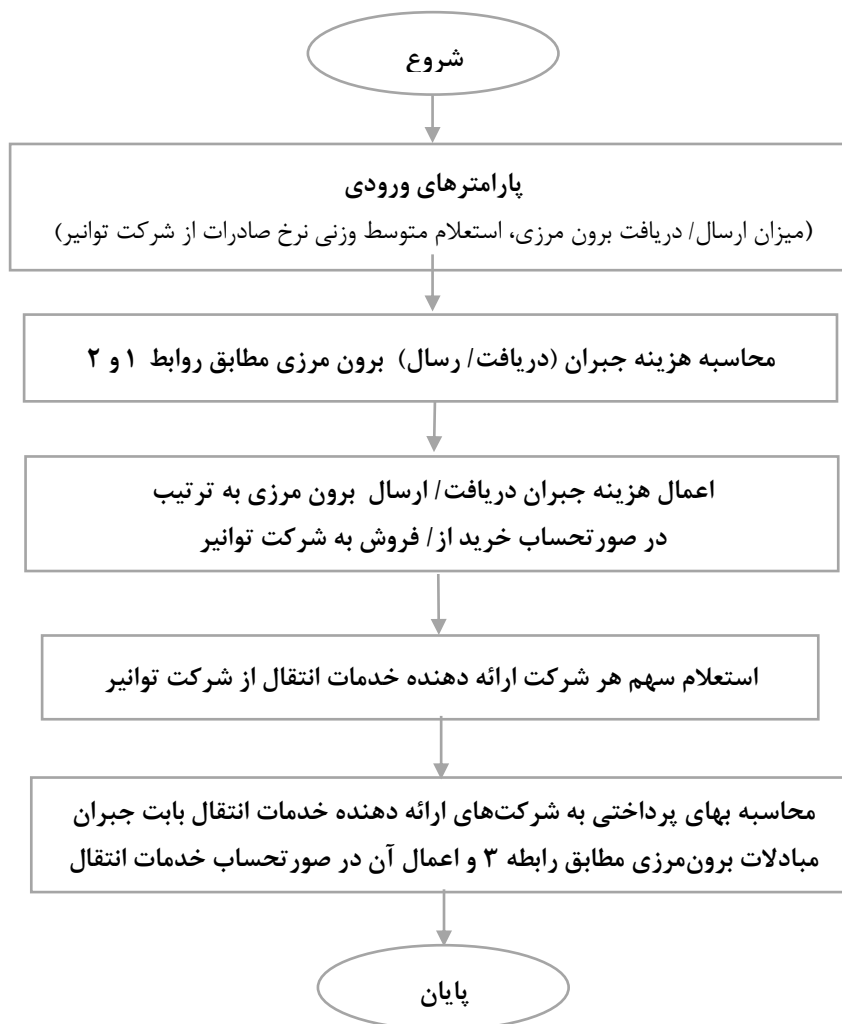 شروع
پارامترهای ورودی
(میزان ارسال/ دریافت برون مرزی، استعلام متوسط وزنی نرخ صادرات از شرکت توانیر)
محاسبه هزینه جبران (دریافت/ رسال) برون مرزی مطابق روابط ۱ و ۲
اعمال هزینه جبران دریافت/ ارسال برون مرزی به ترتیب
در صورتحساب خرید از/ فروش به شرکت توانیر
استعلام سهم هر شرکت ارائه دهنده خدمات انتقال از شرکت توانیر
محاسبه بهای پرداختی به شرکت‌های ارائه دهنده خدمات انتقال بابت جبران
مبادلات برون‌مرزی مطابق رابطه ۳ و اعمال آن در صورتحساب خدمات انتقال
پایان